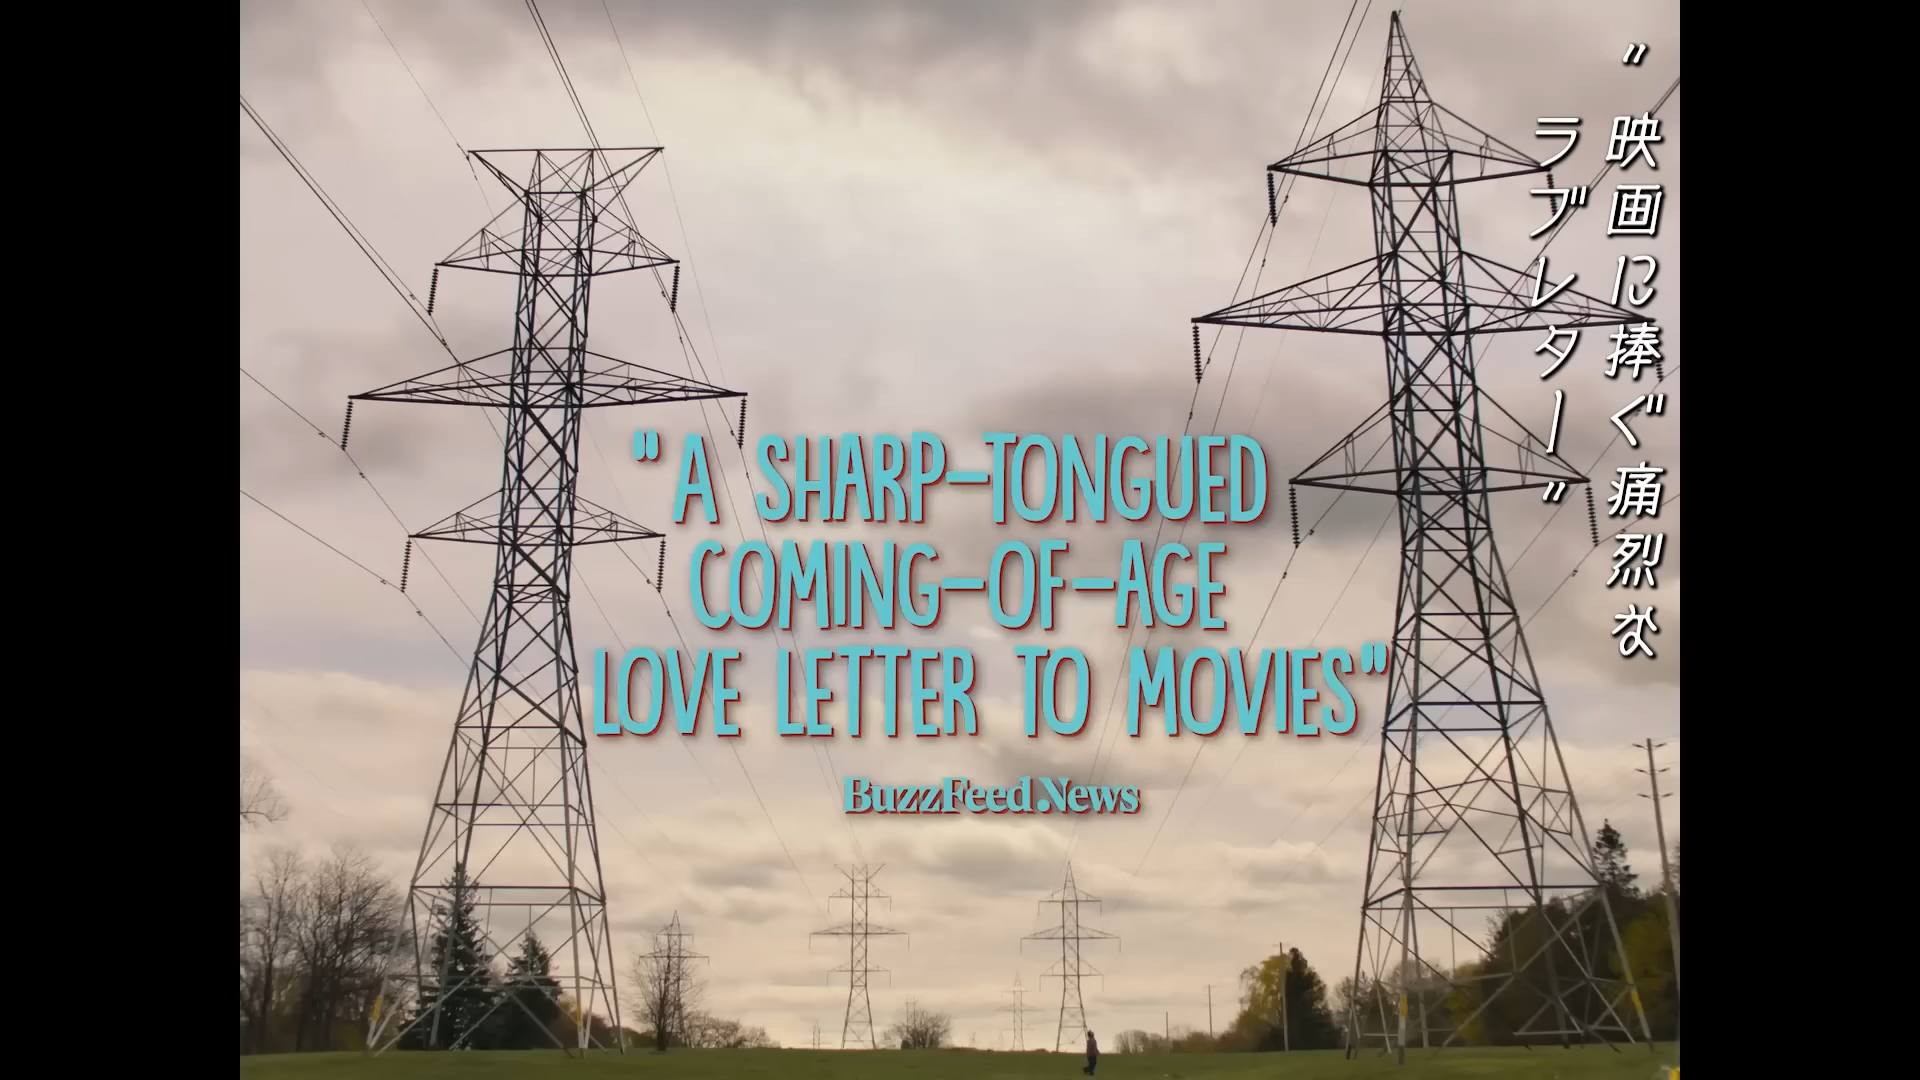 "A SHARP-TONGUED
COMING-OF-AGE
LOVE LETTER TO MOVIES"
BuzzFeed.News
〝映画に捧ぐ痛烈な
ラブレター〟